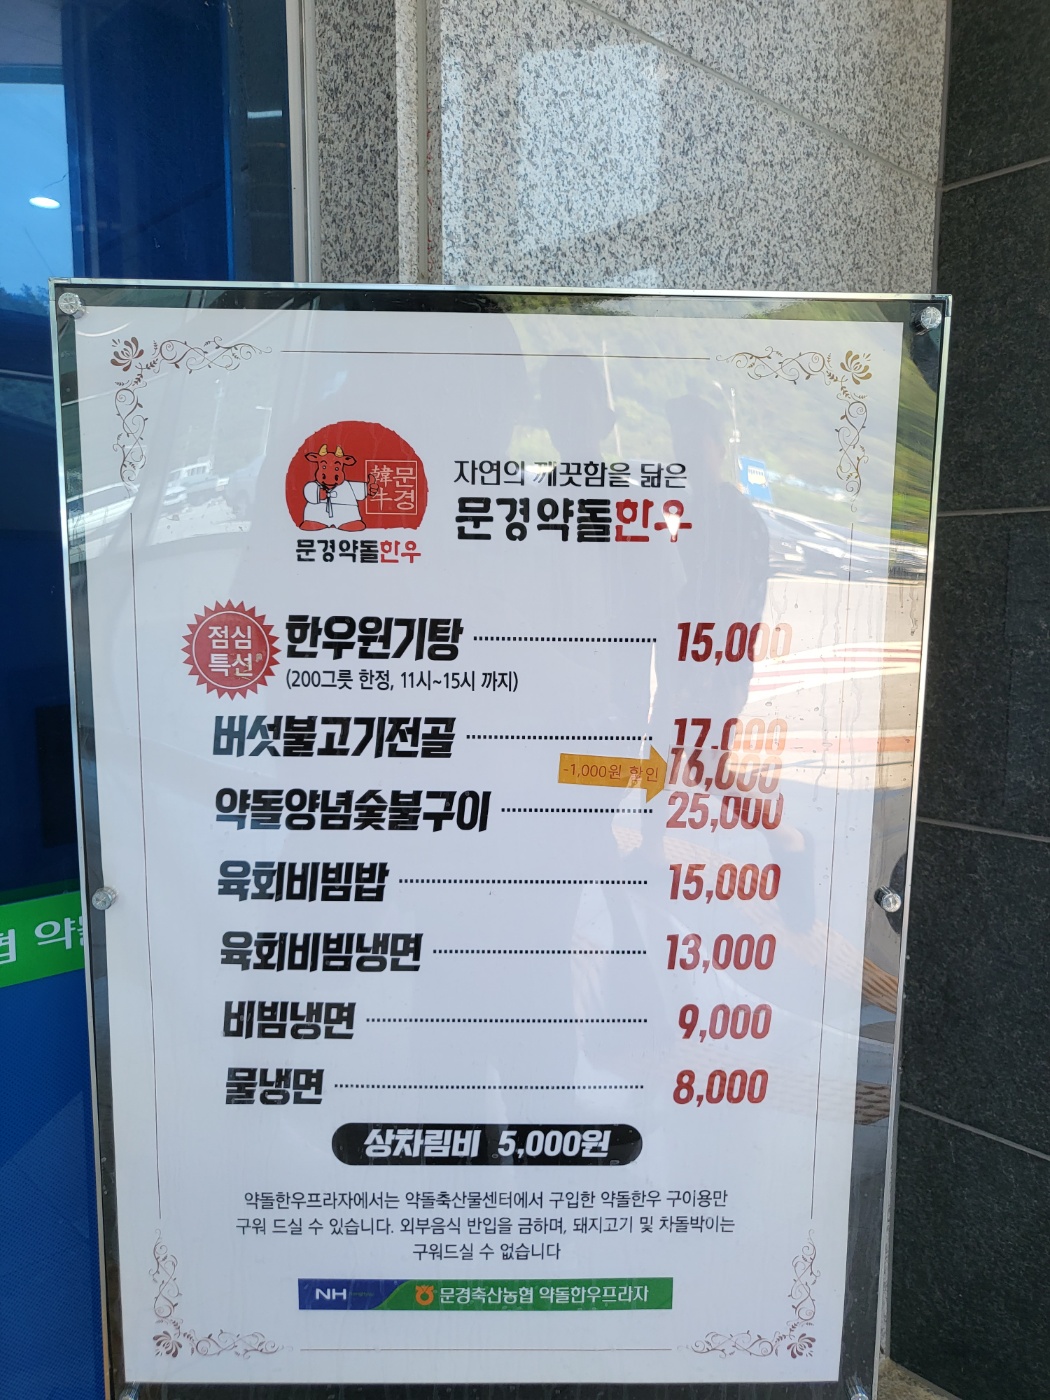 韓牛 문경
문경약돌한우
자연의 깨끗함을 닮은
문경약돌한우
점심
특선
한우원기탕 15,000
(200그릇 한정, 11시~15시 까지)
버섯불고기전골 17,000
-1,000원 할인 16,000
약돌양념숯불구이 25,000
육회비빔밥 15,000
육회비빔냉면 13,000
비빔냉면 9,000
물냉면 8,000
상차림비 5,000원
약돌한우프라자에서는 약돌축산물센터에서 구입한 약돌한우 구이용만
구워 드실 수 있습니다. 외부음식 반입을 금하며, 돼지고기 및 차돌박이는
구워드실 수 없습니다
NH 문경축산농협 약돌한우프라자